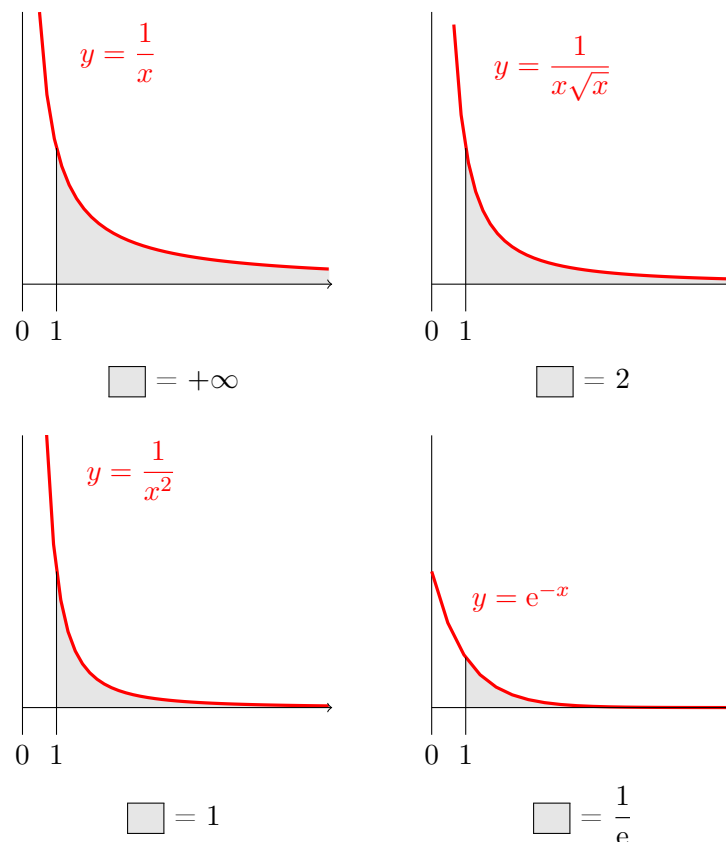 y = 1/x
0 1
= +∞
y = 1/(x√x)
0 1
= 2
y = 1/x²
0 1
= 1
y = e⁻ˣ
0 1
= 1/e